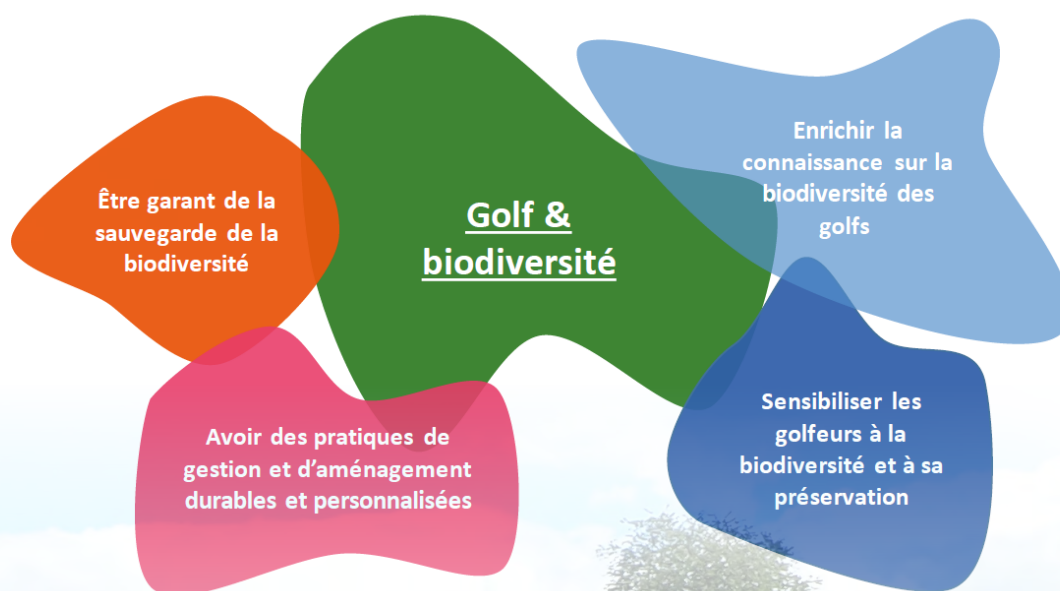 Golf &
biodiversité
Être garant de la
sauvegarde de la
biodiversité
Enrichir la
connaissance sur la
biodiversité des
golfs
Avoir des pratiques de
gestion et d'aménagement
durables et personnalisées
Sensibiliser les
golfeurs à la
biodiversité et à sa
préservation